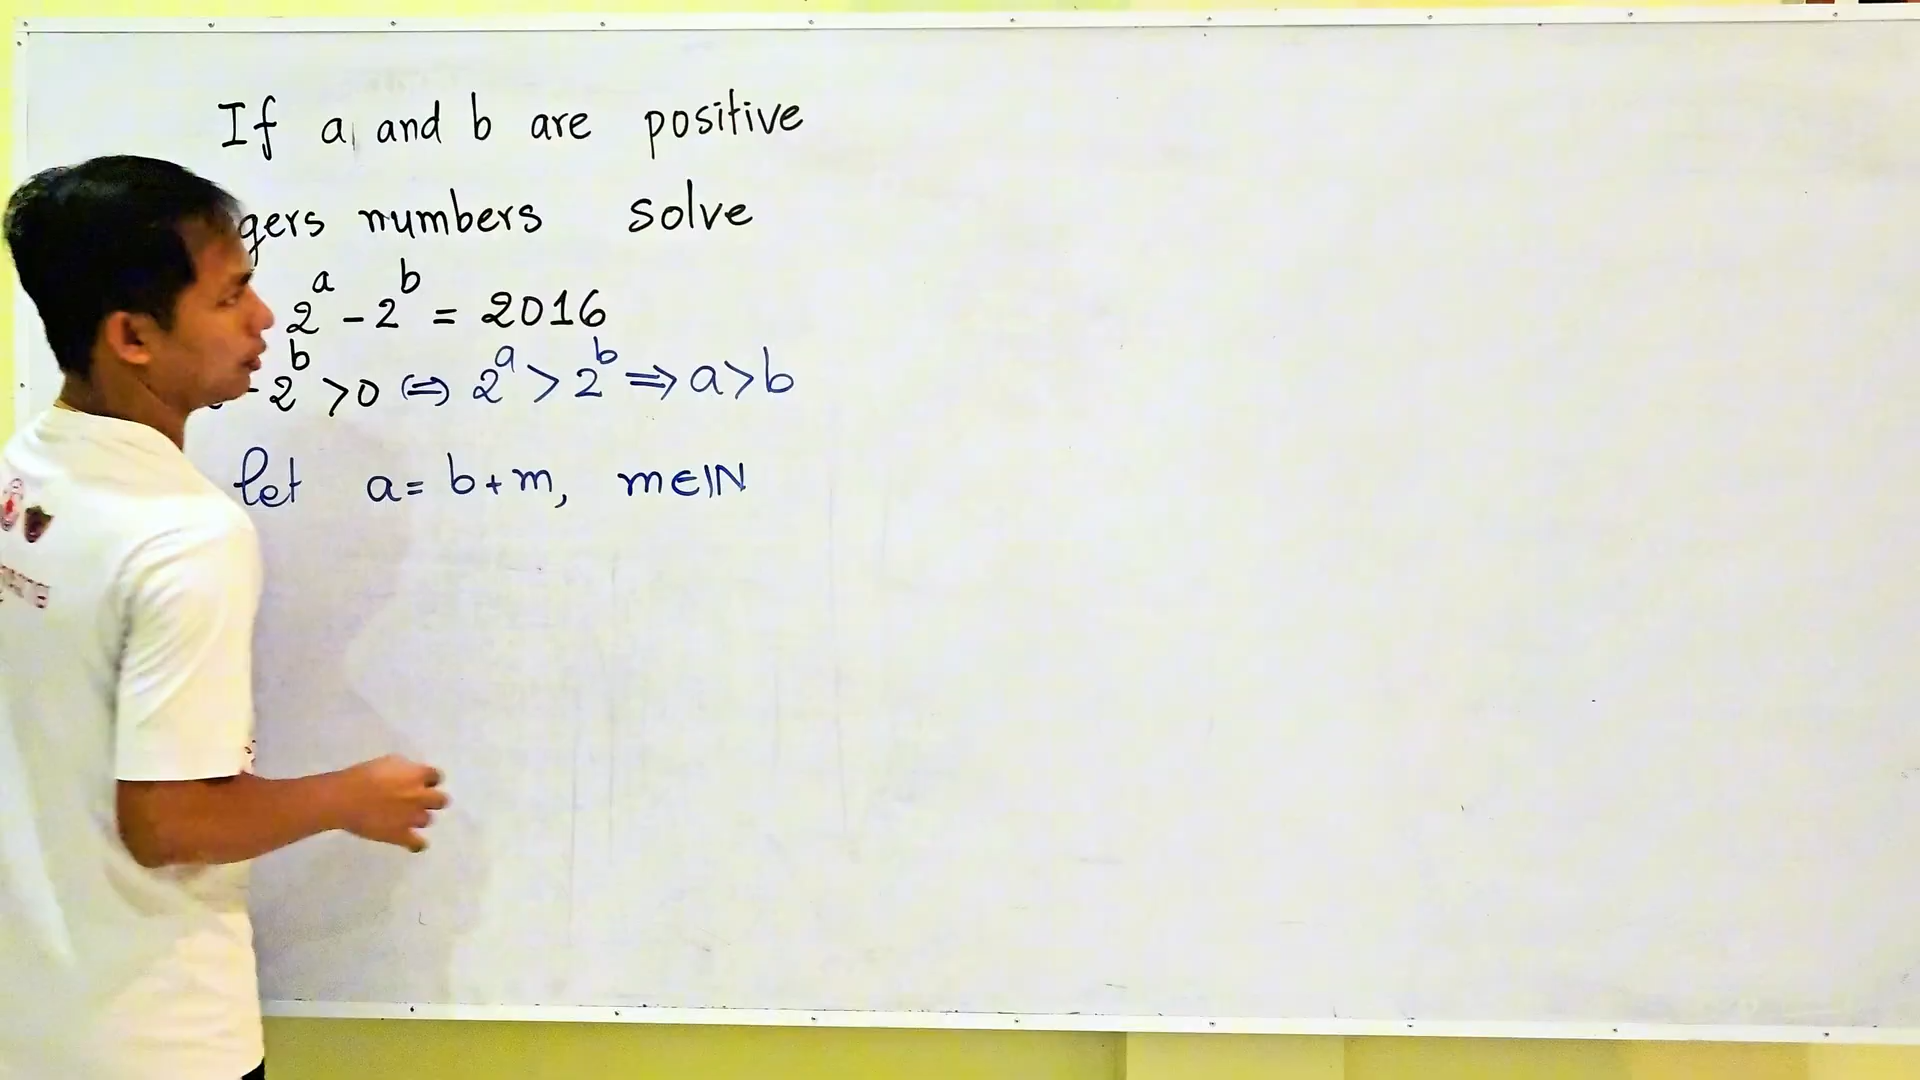 If a, and b are positive
gers numbers solve
2^a - 2^b = 2016
- 2^b > 0 ⇔ 2^a > 2^b ⇒ a > b
let a = b + m, m ∈ ℕ